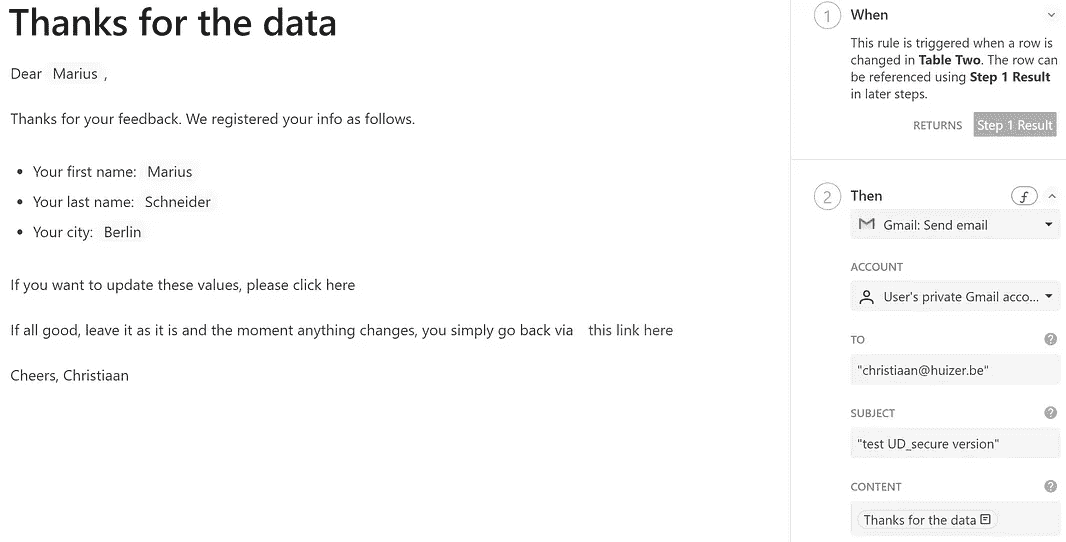 Thanks for the data
Dear Marius ,
Thanks for your feedback. We registered your info as follows.
• Your first name: Marius
• Your last name: Schneider
• Your city: Berlin
If you want to update these values, please click here
If all good, leave it as it is and the moment anything changes, you simply go back via this link here
Cheers, Christiaan
1 When
This rule is triggered when a row is
changed in Table Two. The row can
be referenced using Step 1 Result
in later steps.
RETURNS Step 1 Result
2 Then
Gmail: Send email
ACCOUNT
User's private Gmail acco...
TO
"christiaan@huizer.be"
SUBJECT
"test UD_secure version"
CONTENT
Thanks for the data